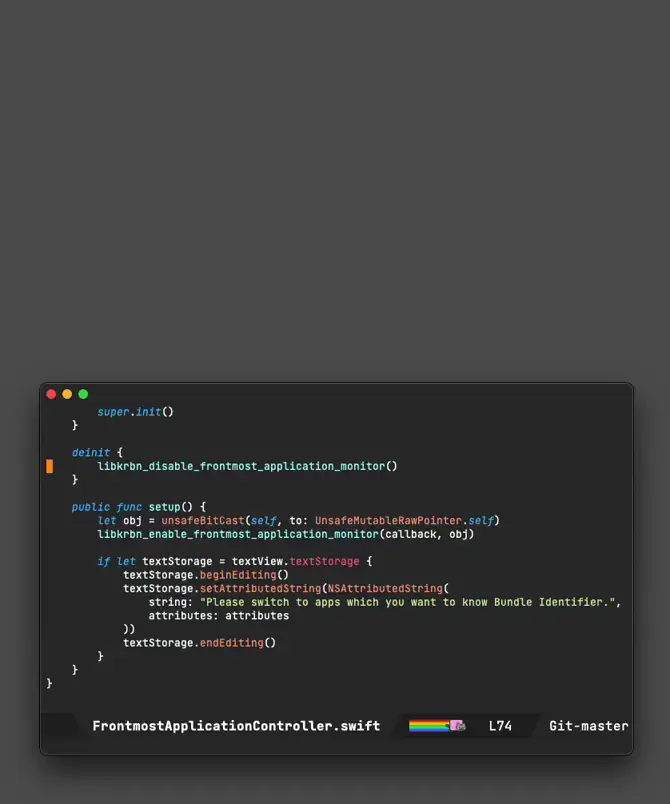 super.init()
}
deinit {
libkrbn_disable_frontmost_application_monitor()
}
public func setup() {
let obj = unsafeBitCast(self, to: UnsafeMutableRawPointer.self)
libkrbn_enable_frontmost_application_monitor(callback, obj)
if let textStorage = textView.textStorage {
textStorage.beginEditing()
textStorage.setAttributedString(NSAttributedString(
string: "Please switch to apps which you want to know Bundle Identifier.",
attributes: attributes
))
textStorage.endEditing()
}
}
}
FrontmostApplicationController.swift L74 Git-master